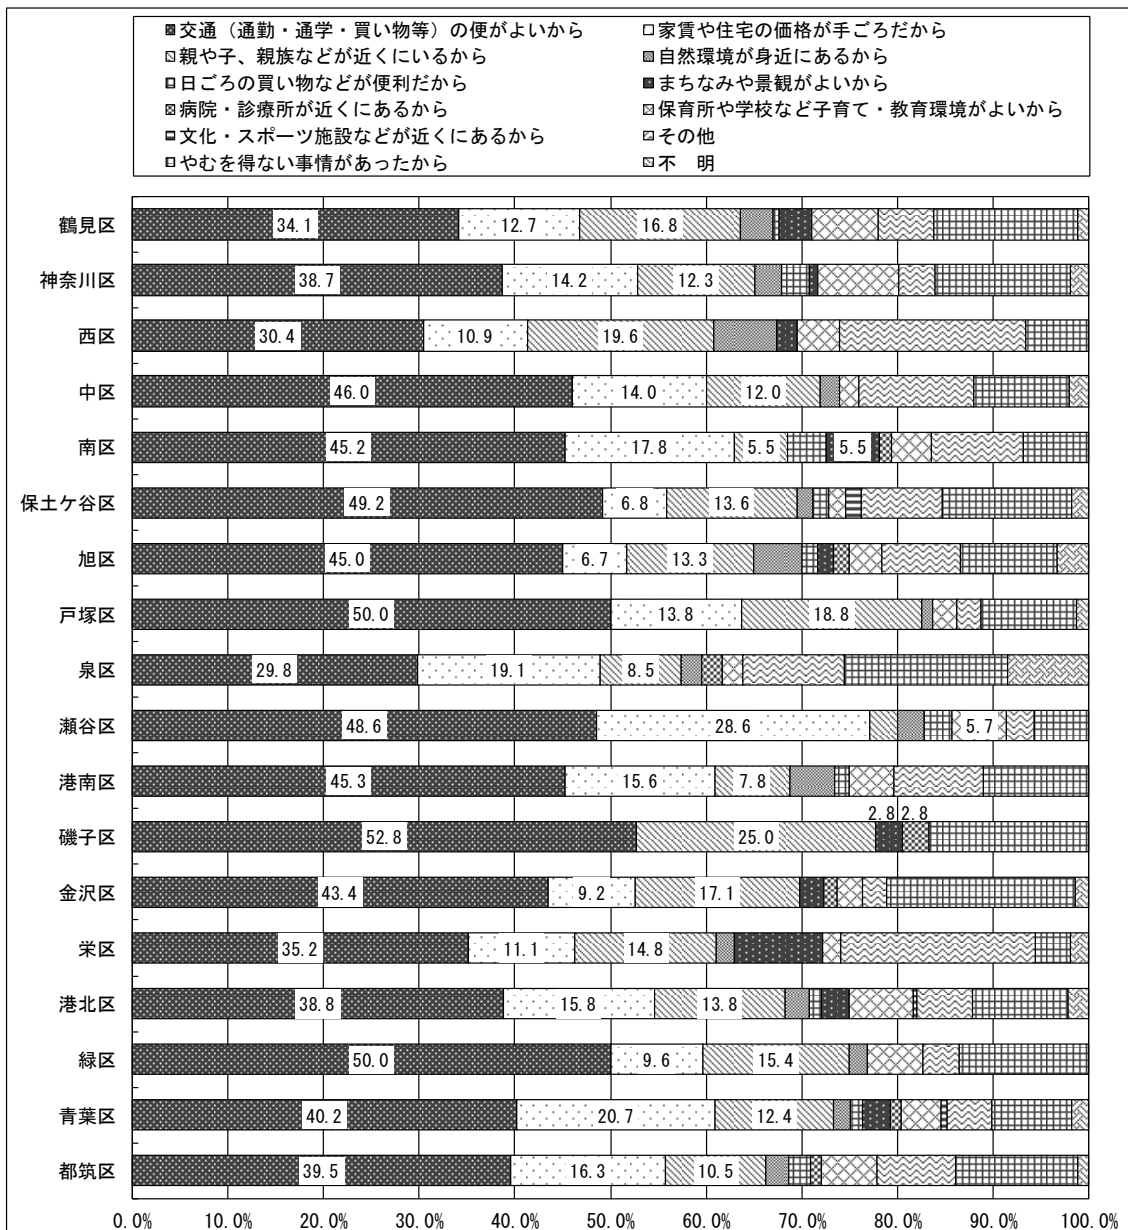 交通（通勤・通学・買い物等）の便がよいから 家賃や住宅の価格が手ごろだから
親や子、親族などが近くにいるから 自然環境が身近にあるから
日ごろの買い物などが便利だから まちなみや景観がよいから
病院・診療所が近くにあるから 保育所や学校など子育て・教育環境がよいから
文化・スポーツ施設などが近くにあるから その他
やむを得ない事情があったから 不　明
鶴見区 34.1 12.7 16.8
神奈川区 38.7 14.2 12.3
西区 30.4 10.9 19.6
中区 46.0 14.0 12.0
南区 45.2 17.8 5.5 5.5
保土ケ谷区 49.2 6.8 13.6
旭区 45.0 6.7 13.3
戸塚区 50.0 13.8 18.8
泉区 29.8 19.1 8.5
瀬谷区 48.6 28.6 5.7
港南区 45.3 15.6 7.8
磯子区 52.8 25.0 2.8 2.8
金沢区 43.4 9.2 17.1
栄区 35.2 11.1 14.8
港北区 38.8 15.8 13.8
緑区 50.0 9.6 15.4
青葉区 40.2 20.7 12.4
都筑区 39.5 16.3 10.5
0.0% 10.0% 20.0% 30.0% 40.0% 50.0% 60.0% 70.0% 80.0% 90.0% 100.0%